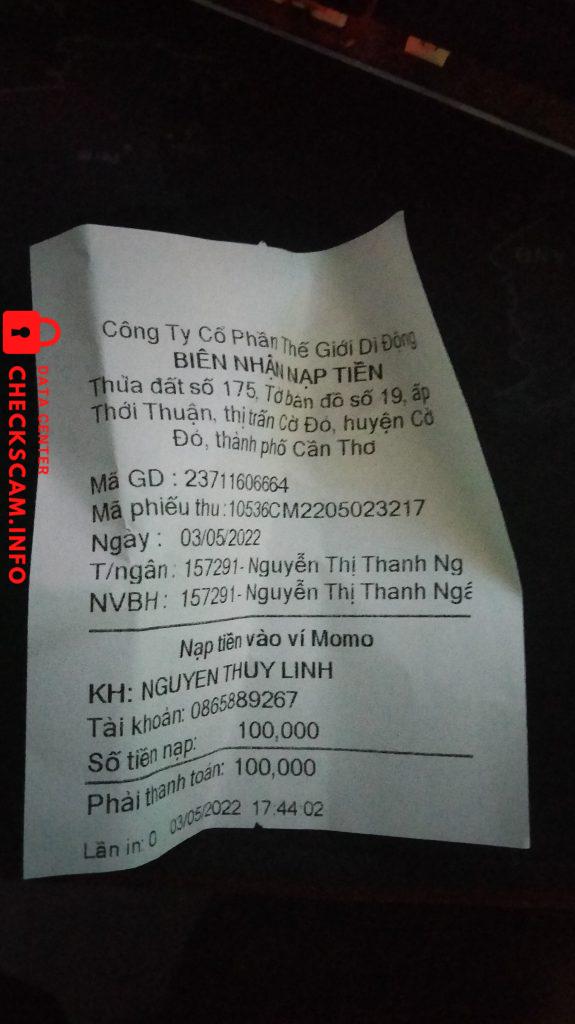 Công Ty Cổ Phần Thế Giới Di Động
BIÊN NHẬN NẠP TIỀN
Thửa đất số 175, Tờ bản đồ số 19, ấp
Thới Thuận, thị trấn Cờ Đỏ, huyện Cờ
Đỏ, thành phố Cần Thơ
Mã GD : 23711606664
Mã phiếu thu : 10536CM2205023217
Ngày : 03/05/2022
T/ngân : 157291- Nguyễn Thị Thanh Ng
NVBH : 157291- Nguyễn Thị Thanh Ngâ
Nạp tiền vào ví Momo
KH: NGUYEN THUY LINH
Tài khoản: 0865889267
Số tiền nạp: 100,000
Phải thanh toán: 100,000
Lần in: 0 03/05/2022 17:44:02
DATA CENTER
CHECKSCAM.INFO